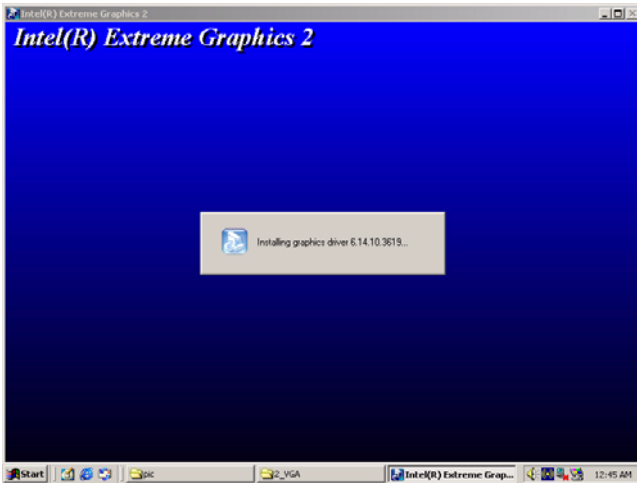 Intel(R) Extreme Graphics 2
Intel(R) Extreme Graphics 2
Installing graphics driver 6.14.10.3619...
Start
pic
2_VGA
Intel(R) Extreme Grap...
12:45 AM